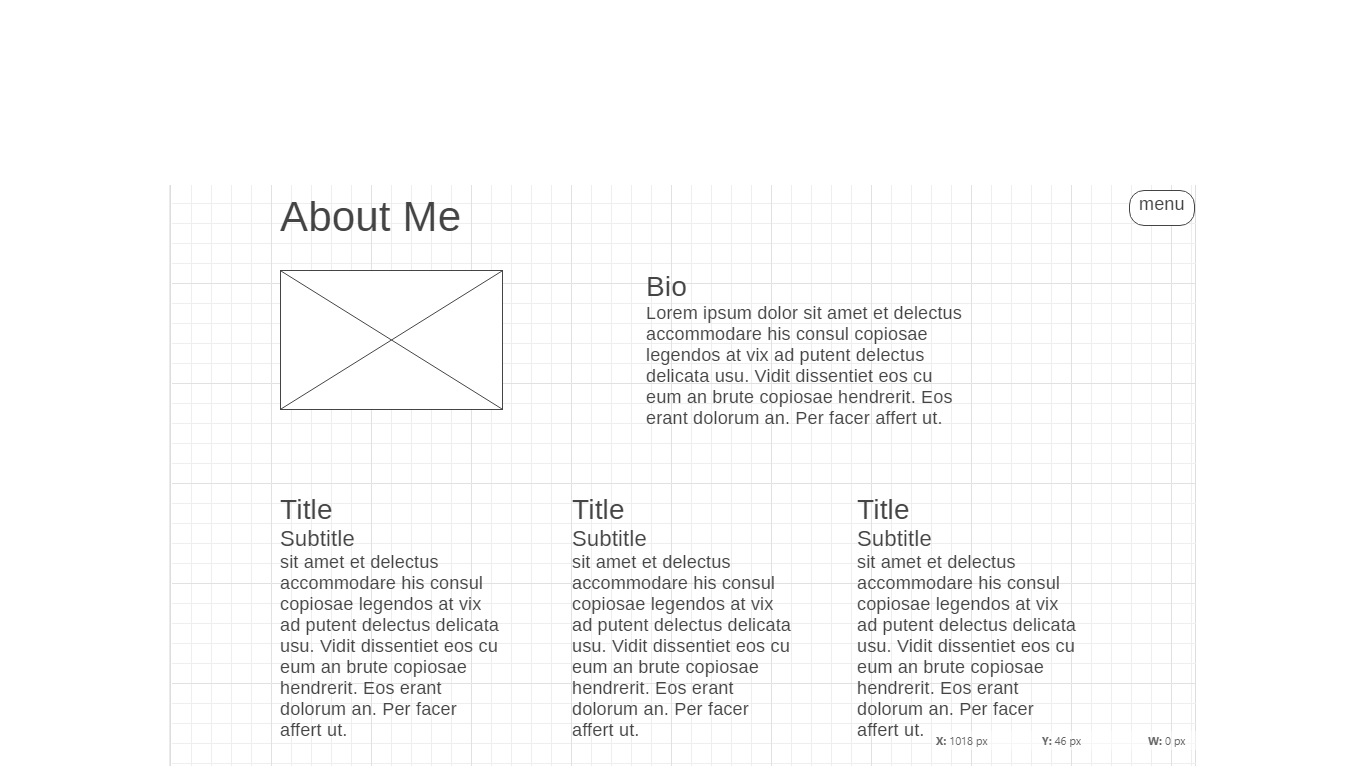 About Me
menu
Bio
Lorem ipsum dolor sit amet et delectus
accommodare his consul copiosae
legendos at vix ad putent delectus
delicata usu. Vidit dissentiet eos cu
eum an brute copiosae hendrerit. Eos
erant dolorum an. Per facer affert ut.
Title
Subtitle
sit amet et delectus
accommodare his consul
copiosae legendos at vix
ad putent delectus delicata
usu. Vidit dissentiet eos cu
eum an brute copiosae
hendrerit. Eos erant
dolorum an. Per facer
affert ut.
Title
Subtitle
sit amet et delectus
accommodare his consul
copiosae legendos at vix
ad putent delectus delicata
usu. Vidit dissentiet eos cu
eum an brute copiosae
hendrerit. Eos erant
dolorum an. Per facer
affert ut.
Title
Subtitle
sit amet et delectus
accommodare his consul
copiosae legendos at vix
ad putent delectus delicata
usu. Vidit dissentiet eos cu
eum an brute copiosae
hendrerit. Eos erant
dolorum an. Per facer
affert ut.
X: 1018 px Y: 46 px W: 0 px